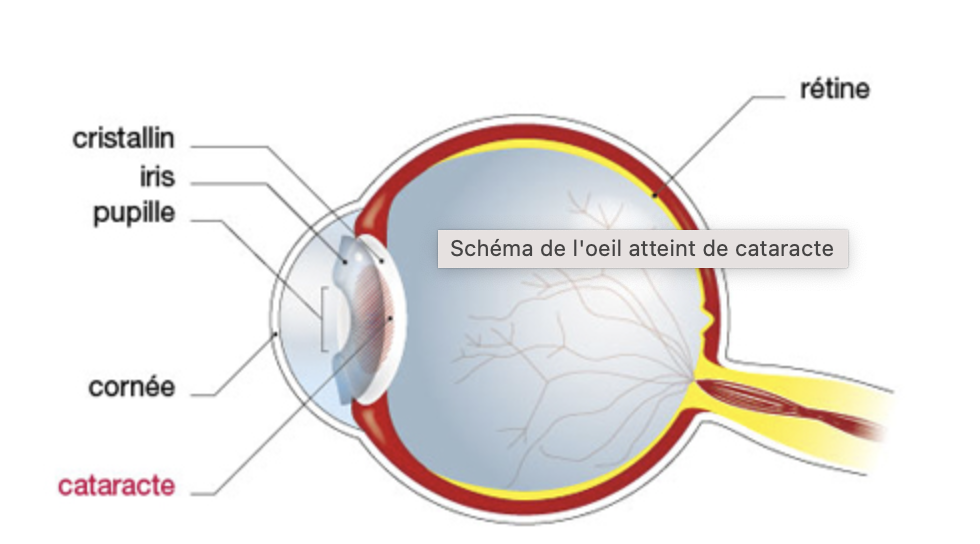 rétine
cristallin
iris
pupille
Schéma de l'oeil atteint de cataracte
cornée
cataracte